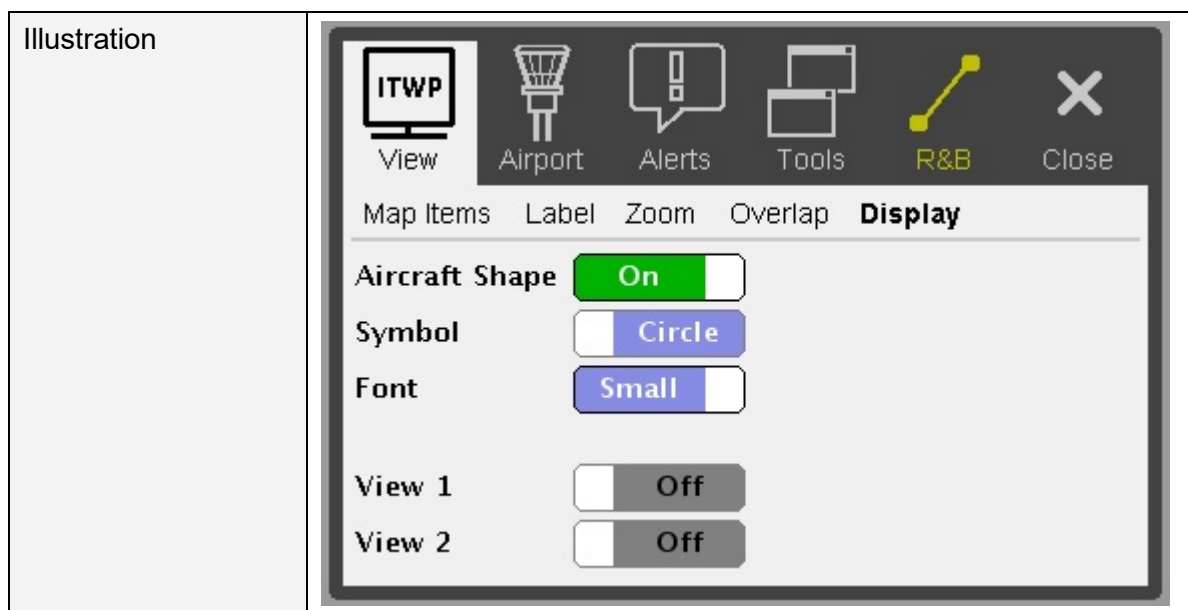 Illustration
ITWP
View Airport Alerts Tools R&B Close
Map Items Label Zoom Overlap Display
Aircraft Shape On
Symbol Circle
Font Small
View 1 Off
View 2 Off